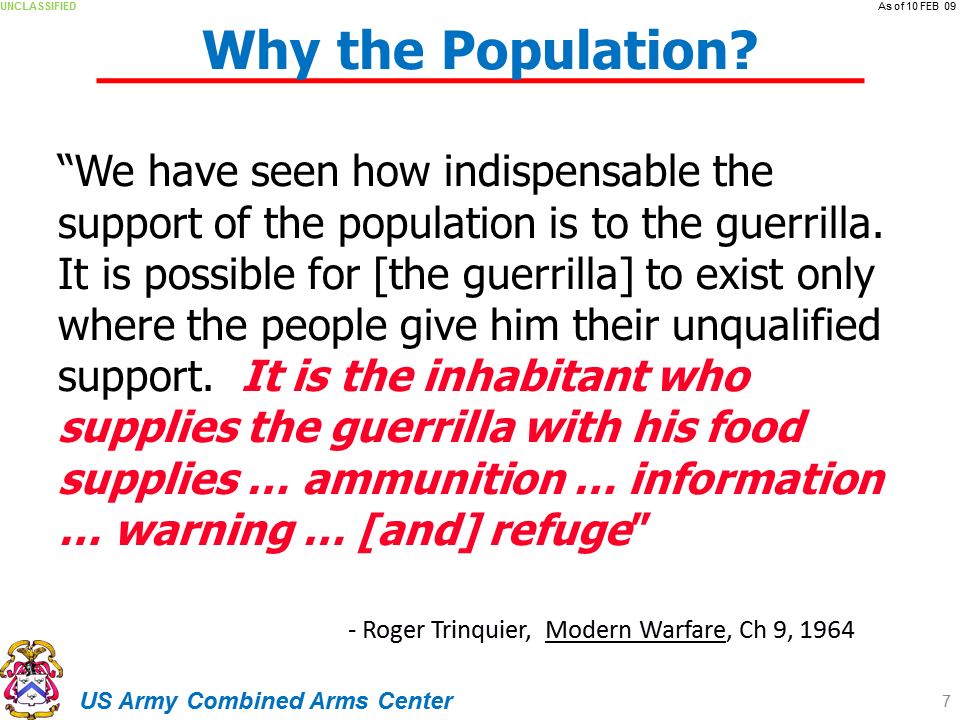 UNCLASSIFIED
As of 10 FEB 09
Why the Population?
“We have seen how indispensable the
support of the population is to the guerrilla.
It is possible for [the guerrilla] to exist only
where the people give him their unqualified
support.  It is the inhabitant who
supplies the guerrilla with his food
supplies … ammunition … information
… warning … [and] refuge”
- Roger Trinquier,  Modern Warfare, Ch 9, 1964
US Army Combined Arms Center
7